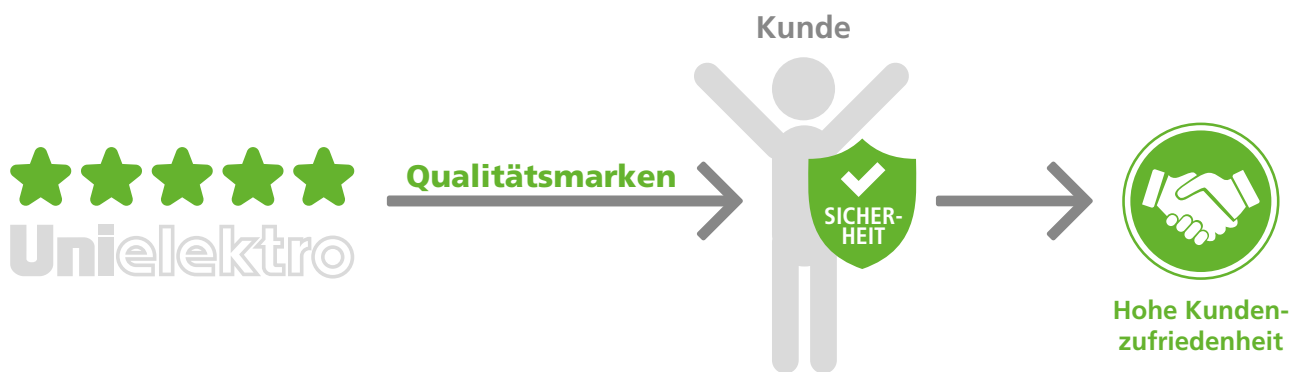 Kunde
Qualitätsmarken
Unielektro
SICHER-
HEIT
Hohe Kunden-
zufriedenheit